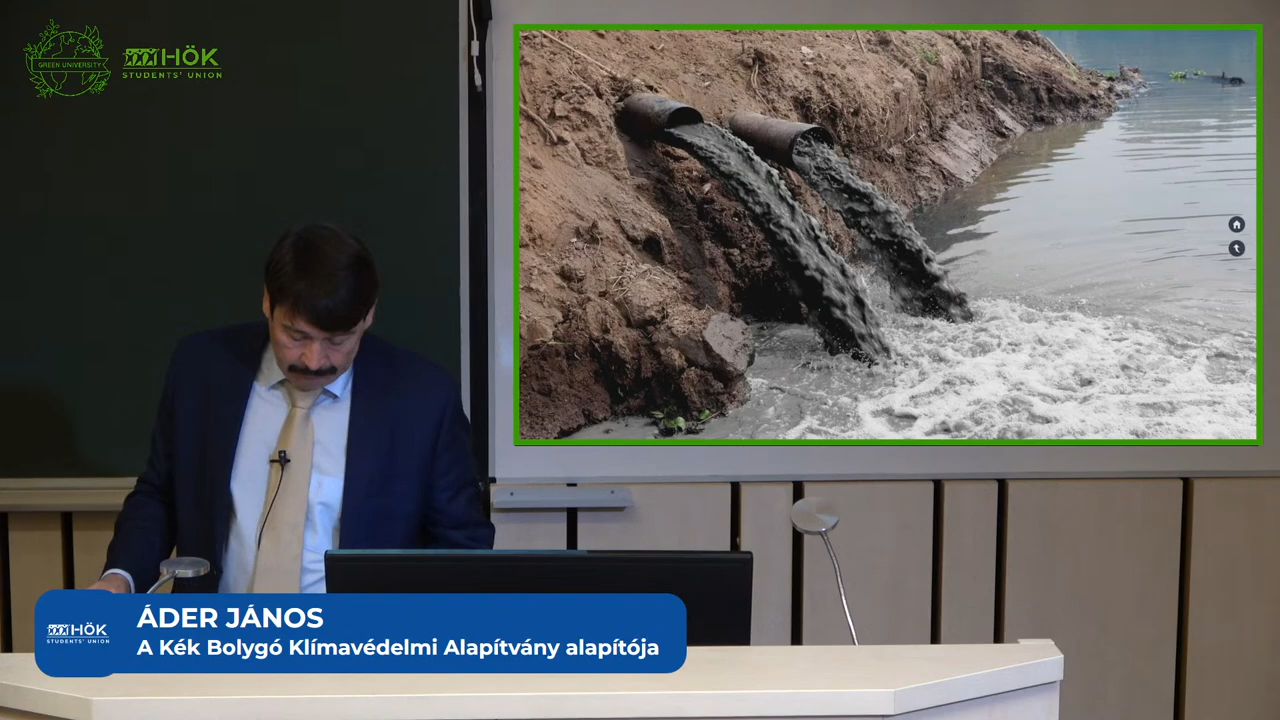 GREEN UNIVERSITY
HÖK
STUDENTS' UNION
HÖK
STUDENTS' UNION
ÁDER JÁNOS
A Kék Bolygó Klímavédelmi Alapítvány alapítója